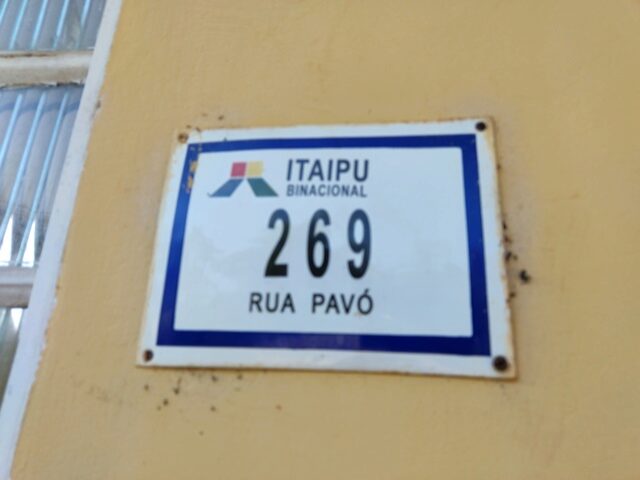 ITAIPU
BINACIONAL
269
RUA PAVÓ